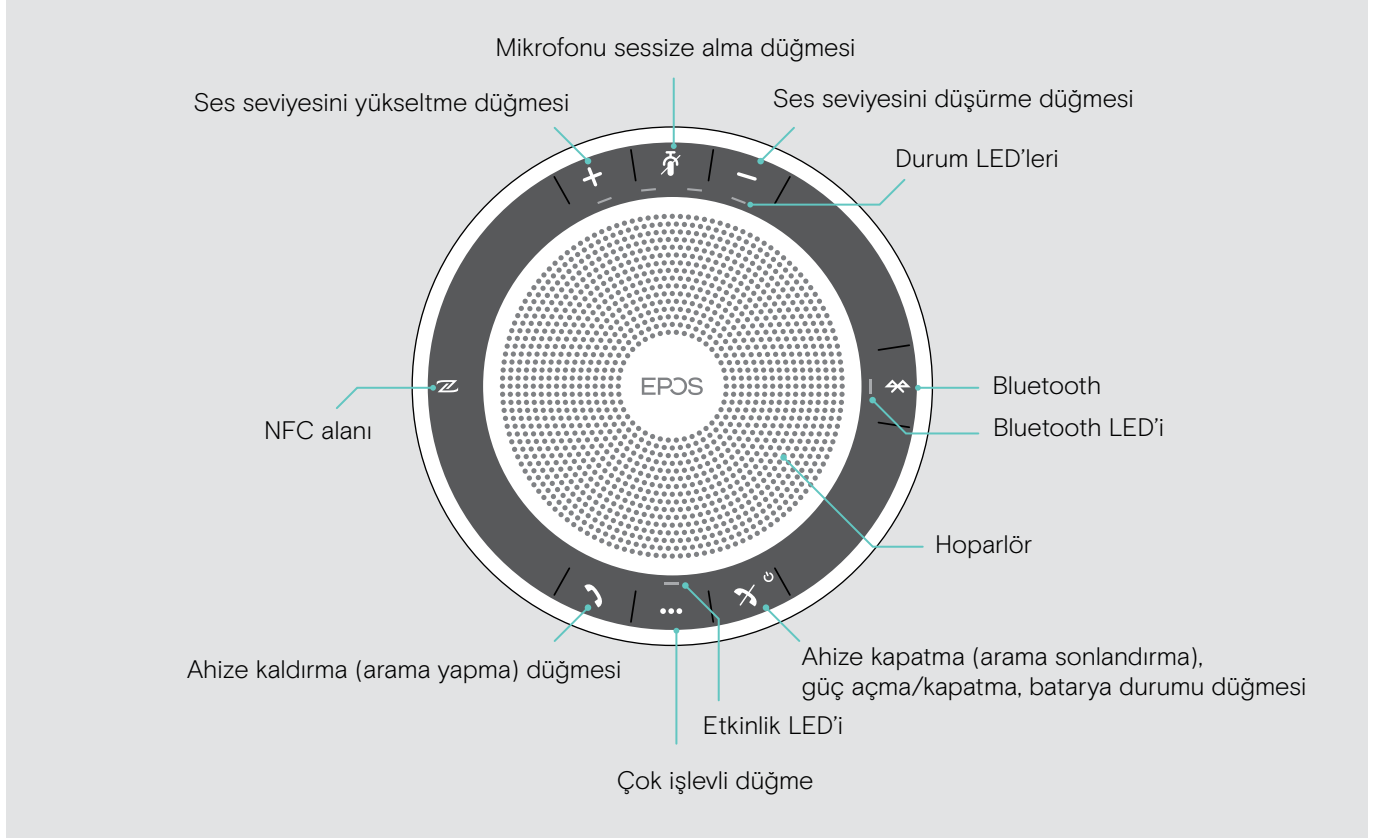 Mikrofonu sessize alma düğmesi
Ses seviyesini yükseltme düğmesi
Ses seviyesini düşürme düğmesi
Durum LED’leri
EPOS
Bluetooth
NFC alanı
Bluetooth LED’i
Hoparlör
Ahize kaldırma (arama yapma) düğmesi
Ahize kapatma (arama sonlandırma),
güç açma/kapatma, batarya durumu düğmesi
Etkinlik LED’i
Çok işlevli düğme